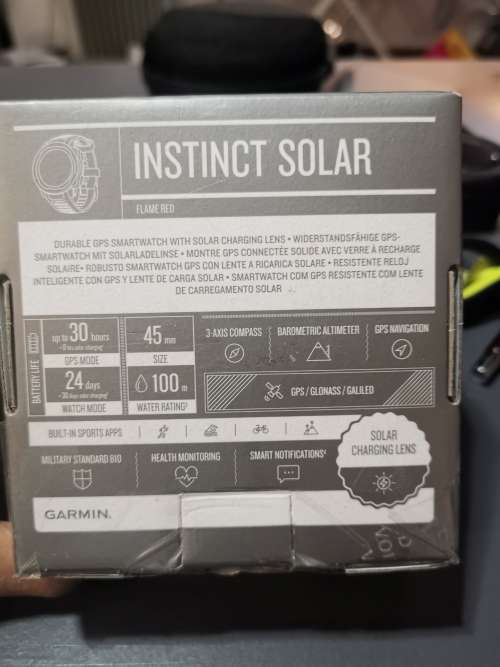 INSTINCT SOLAR
FLAME RED
DURABLE GPS SMARTWATCH WITH SOLAR CHARGING LENS • WIDERSTANDSFÄHIGE GPS-
SMARTWATCH MIT SOLARLADELINSE • MONTRE GPS CONNECTÉE SOLIDE AVEC VERRE À RECHARGE
SOLAIRE • ROBUSTO SMARTWATCH GPS CON LENTE A RICARICA SOLARE • RESISTENTE RELOJ
INTELIGENTE CON GPS Y LENTE DE CARGA SOLAR • SMARTWATCH COM GPS RESISTENTE COM LENTE
DE CARREGAMENTO SOLAR
BATTERY LIFE
up to 30 hours
GPS MODE
24 days
WATCH MODE
45 mm
SIZE
100 m
WATER RATING²
3-AXIS COMPASS
BAROMETRIC ALTIMETER
GPS NAVIGATION
GPS / GLONASS / GALILEO
BUILT-IN SPORTS APPS
MILITARY STANDARD 810
HEALTH MONITORING
SMART NOTIFICATIONS
SOLAR
CHARGING LENS
GARMIN.